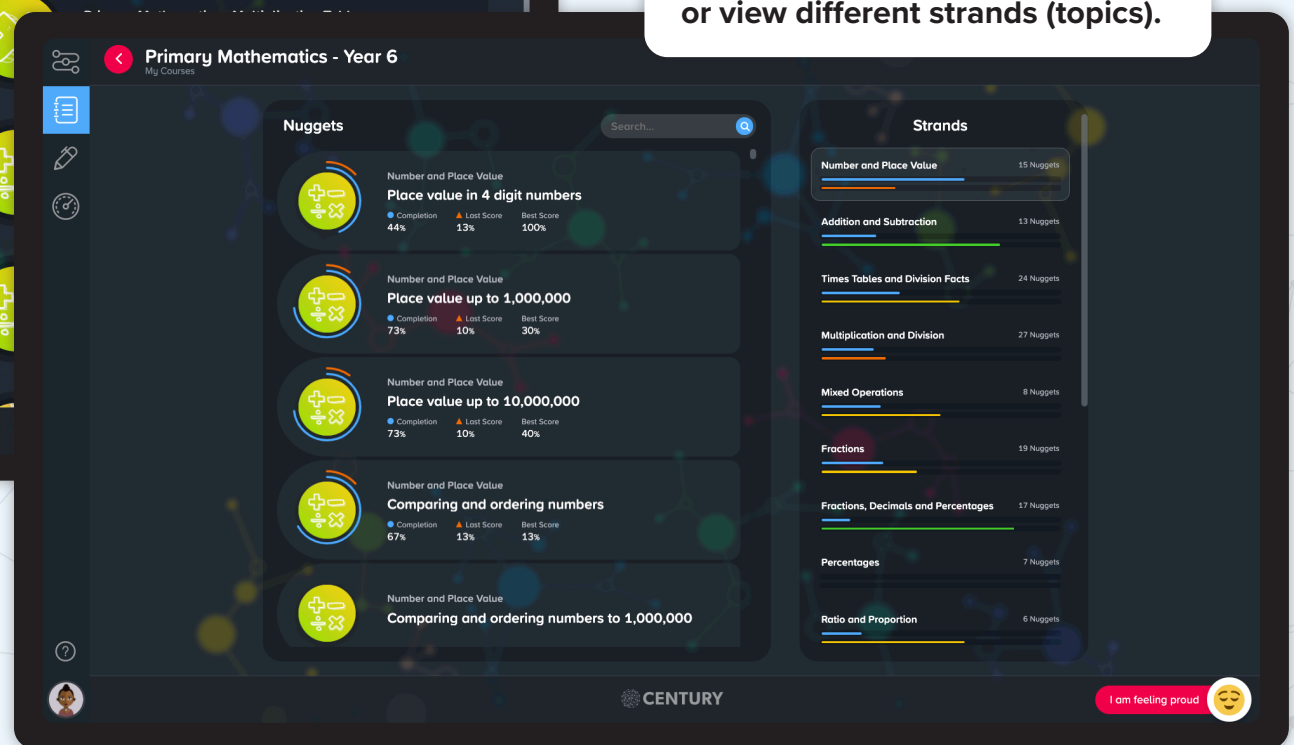 or view different strands (topics).
Primary Mathematics - Year 6
My Courses
Nuggets
Search...
Number and Place Value
Place value in 4 digit numbers
Completion Last Score Best Score
44% 13% 100%
Number and Place Value
Place value up to 1,000,000
Completion Last Score Best Score
73% 10% 30%
Number and Place Value
Place value up to 10,000,000
Completion Last Score Best Score
73% 10% 40%
Number and Place Value
Comparing and ordering numbers
Completion Last Score Best Score
67% 13% 13%
Number and Place Value
Comparing and ordering numbers to 1,000,000
Strands
Number and Place Value 15 Nuggets
Addition and Subtraction 13 Nuggets
Times Tables and Division Facts 24 Nuggets
Multiplication and Division 27 Nuggets
Mixed Operations 8 Nuggets
Fractions 19 Nuggets
Fractions, Decimals and Percentages 17 Nuggets
Percentages 7 Nuggets
Ratio and Proportion 6 Nuggets
?
CENTURY
I am feeling proud